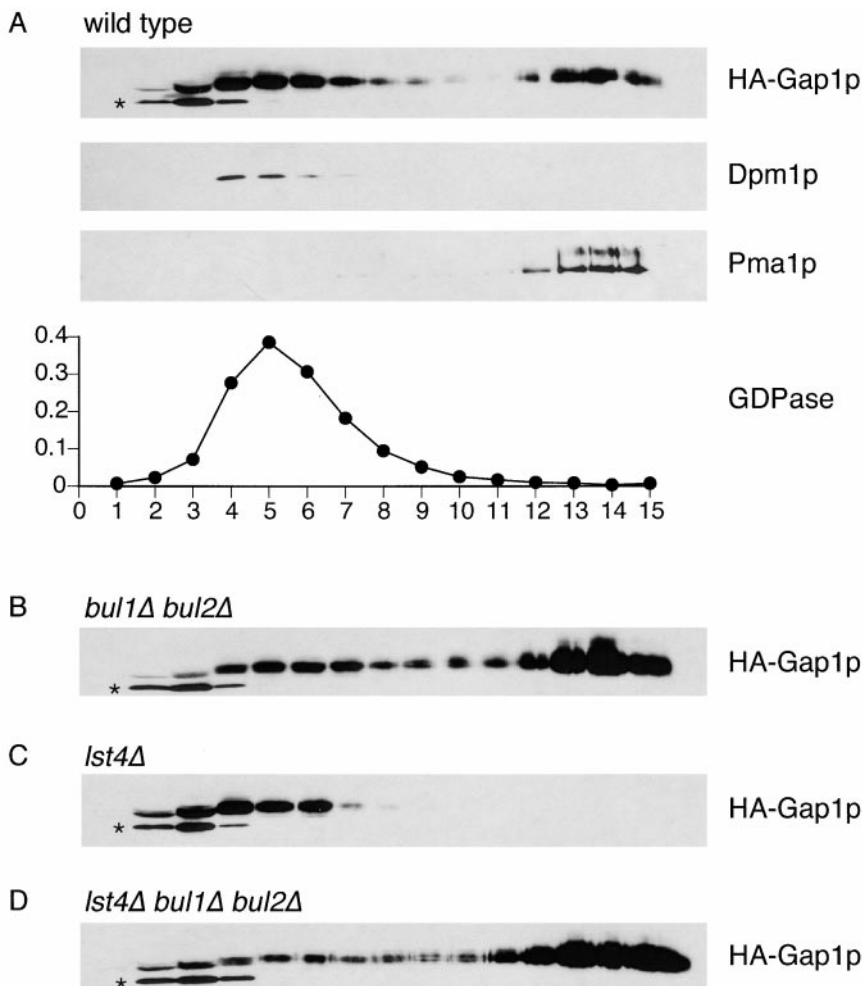 A wild type
* HA-Gap1p
Dpm1p
Pma1p
0.4
0.3
0.2
0.1
0
GDPase
0 1 2 3 4 5 6 7 8 9 10 11 12 13 14 15
B bul1Δ bul2Δ
* HA-Gap1p
C lst4Δ
* HA-Gap1p
D lst4Δ bul1Δ bul2Δ
* HA-Gap1p